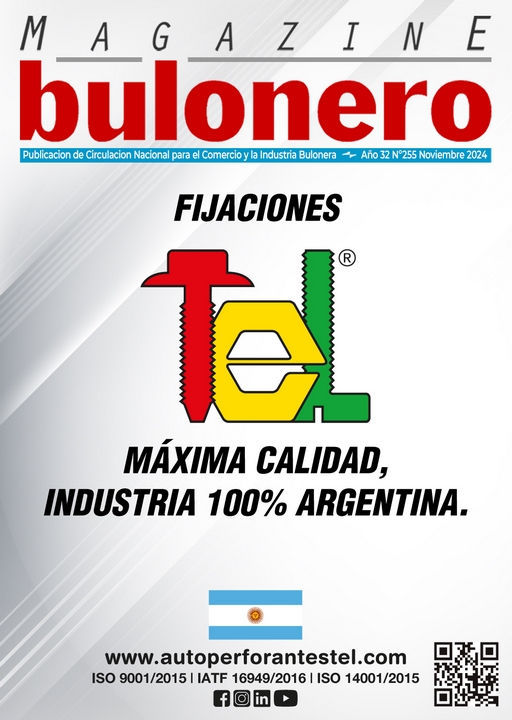 MAGAZINE
bulonero
Publicacion de Circulacion Nacional para el Comercio y la Industria Bulonera Año 32 N°255 Noviembre 2024
FIJACIONES
Tel®
MÁXIMA CALIDAD,
INDUSTRIA 100% ARGENTINA.
www.autoperforantestel.com
ISO 9001/2015 | IATF 16949/2016 | ISO 14001/2015